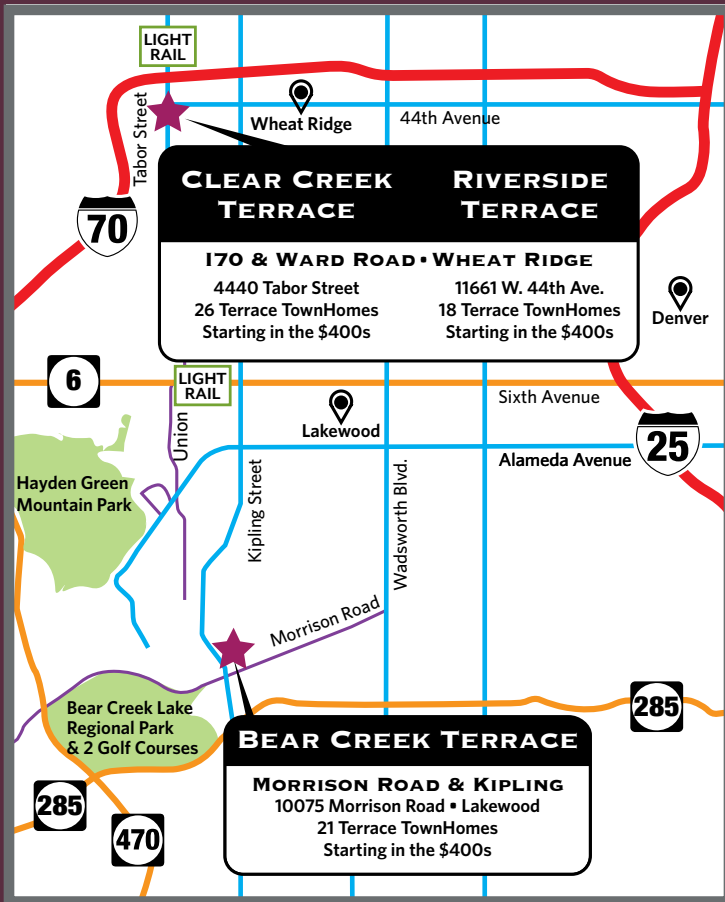 LIGHT
RAIL
Tabor Street
Wheat Ridge
44th Avenue
CLEAR CREEK
TERRACE
RIVERSIDE
TERRACE
70
I70 & WARD ROAD • WHEAT RIDGE
4440 Tabor Street
26 Terrace TownHomes
Starting in the $400s
11661 W. 44th Ave.
18 Terrace TownHomes
Starting in the $400s
Denver
6
LIGHT
RAIL
Sixth Avenue
Union
Lakewood
25
Alameda Avenue
Hayden Green
Mountain Park
Kipling Street
Wadsworth Blvd.
Morrison Road
Bear Creek Lake
Regional Park
& 2 Golf Courses
285
BEAR CREEK TERRACE
MORRISON ROAD & KIPLING
10075 Morrison Road • Lakewood
21 Terrace TownHomes
Starting in the $400s
285
470